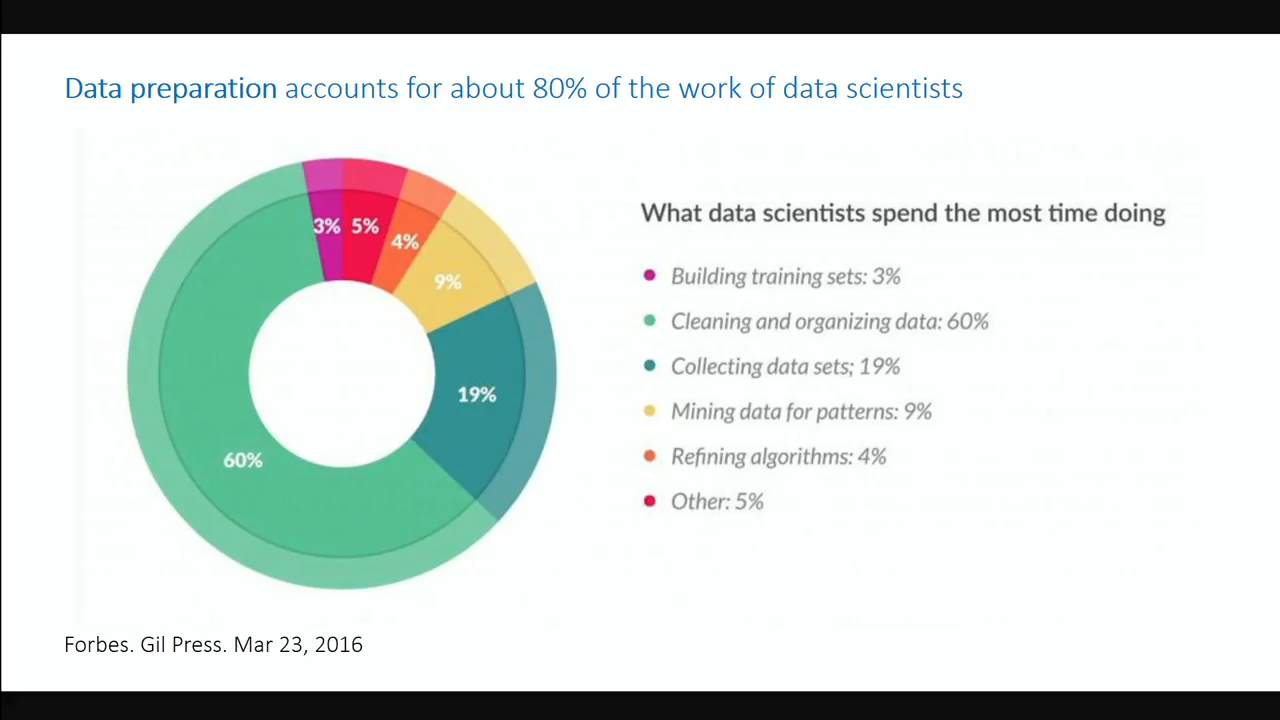 Data preparation accounts for about 80% of the work of data scientists
3%
5%
4%
9%
19%
60%
What data scientists spend the most time doing
Building training sets: 3%
Cleaning and organizing data: 60%
Collecting data sets; 19%
Mining data for patterns: 9%
Refining algorithms: 4%
Other: 5%
Forbes. Gil Press. Mar 23, 2016